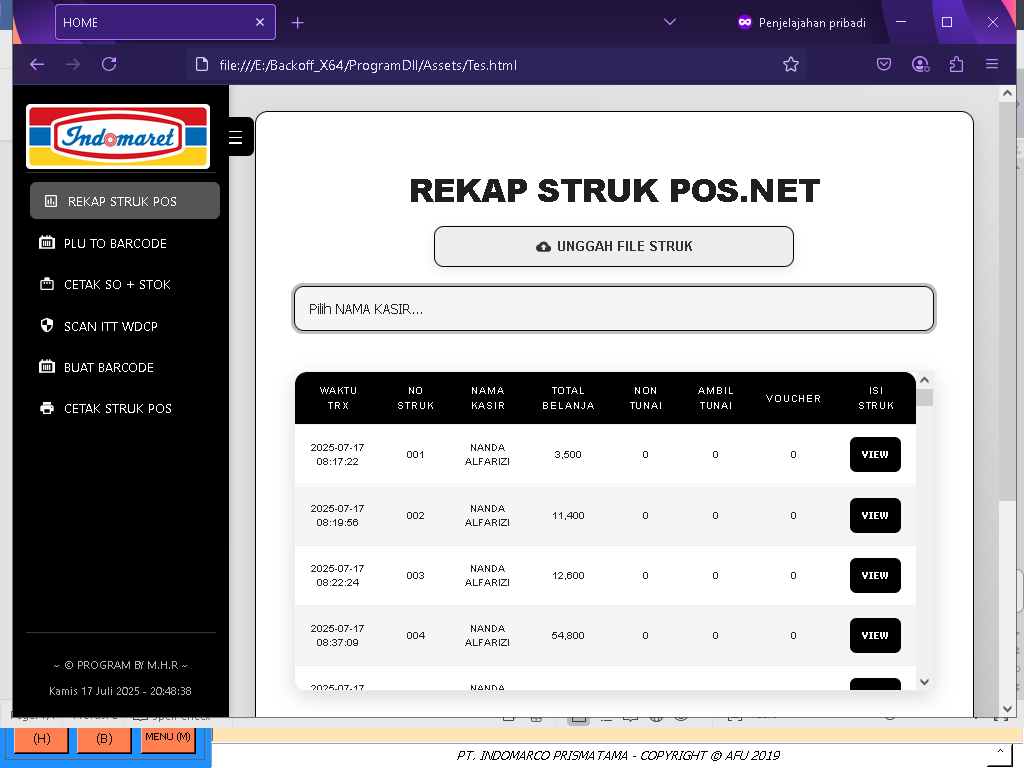 HOME
Penjelajahan pribadi
file:///E:/Backoff_X64/ProgramDll/Assets/Tes.html
Indomaret
REKAP STRUK POS
PLU TO BARCODE
CETAK SO + STOK
SCAN ITT WDCP
BUAT BARCODE
CETAK STRUK POS
~ © PROGRAM BY M.H.R ~
Kamis 17 Juli 2025 - 20:48:38
REKAP STRUK POS.NET
UNGGAH FILE STRUK
Pilih NAMA KASIR...
WAKTU TRX NO STRUK NAMA KASIR TOTAL BELANJA NON TUNAI AMBIL TUNAI VOUCHER ISI STRUK
2025-07-17 08:17:22 001 NANDA ALFARIZI 3,500 0 0 0 VIEW
2025-07-17 08:19:56 002 NANDA ALFARIZI 11,400 0 0 0 VIEW
2025-07-17 08:22:24 003 NANDA ALFARIZI 12,600 0 0 0 VIEW
2025-07-17 08:37:09 004 NANDA ALFARIZI 54,800 0 0 0 VIEW
2025-07-17 NANDA
Spell Check
(H) (B) MENU (M)
PT. INDOMARCO PRISMATAMA - COPYRIGHT @ AFU 2019